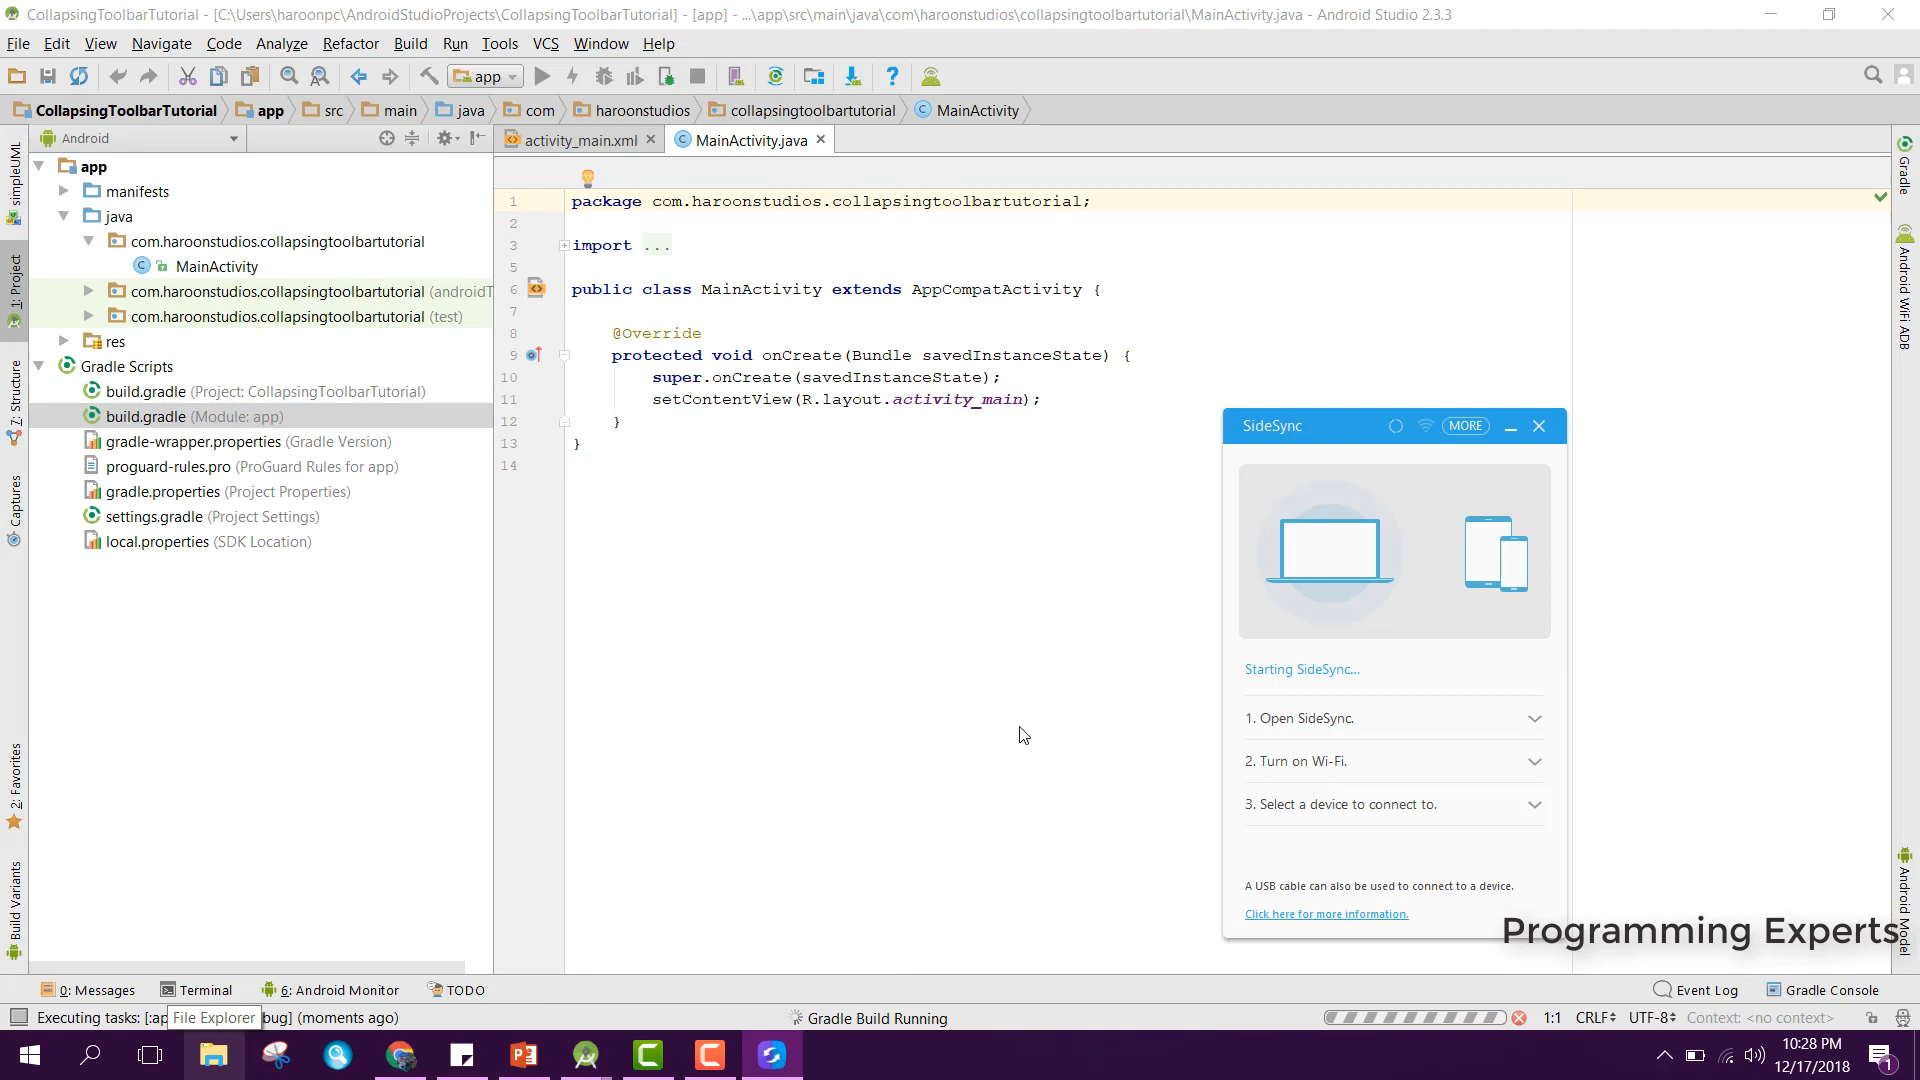 CollapsingToolbarTutorial - [C:\Users\haroonpc\AndroidStudioProjects\CollapsingToolbarTutorial] - [app] - ...\app\src\main\java\com\haroonstudios\collapsingtoolbartutorial\MainActivity.java - Android Studio 2.3.3
File Edit View Navigate Code Analyze Refactor Build Run Tools VCS Window Help
app
CollapsingToolbarTutorial app src main java com haroonstudios collapsingtoolbartutorial MainActivity
Android
activity_main.xml MainActivity.java
simpleUML
1: Project
7: Structure
Captures
2: Favorites
Build Variants
app
manifests
java
com.haroonstudios.collapsingtoolbartutorial
MainActivity
com.haroonstudios.collapsingtoolbartutorial (androidT
com.haroonstudios.collapsingtoolbartutorial (test)
res
Gradle Scripts
build.gradle (Project: CollapsingToolbarTutorial)
build.gradle (Module: app)
gradle-wrapper.properties (Gradle Version)
proguard-rules.pro (ProGuard Rules for app)
gradle.properties (Project Properties)
settings.gradle (Project Settings)
local.properties (SDK Location)
1 package com.haroonstudios.collapsingtoolbartutorial;
2
3 import ...
5
6 public class MainActivity extends AppCompatActivity {
7
8 @Override
9 protected void onCreate(Bundle savedInstanceState) {
10 super.onCreate(savedInstanceState);
11 setContentView(R.layout.activity_main);
12 }
13 }
14
SideSync MORE
Starting SideSync...
1. Open SideSync.
2. Turn on Wi-Fi.
3. Select a device to connect to.
A USB cable can also be used to connect to a device.
Click here for more information.
Programming Experts
Gradle
Android WiFi ADB
Android Model
0: Messages Terminal 6: Android Monitor TODO Event Log Gradle Console
Executing tasks: [:ap File Explorer bug] (moments ago) Gradle Build Running 1:1 CRLF UTF-8 Context: <no context>
10:28 PM
12/17/2018
1